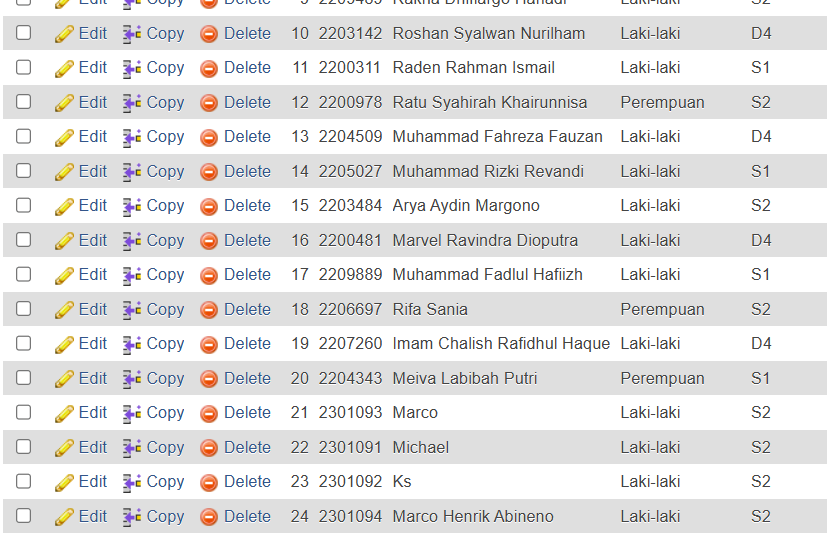 Edit Copy Delete 9 2203489 Rakha Dhifiargo Hariadi Laki-laki S2
Edit Copy Delete 10 2203142 Roshan Syalwan Nurilham Laki-laki D4
Edit Copy Delete 11 2200311 Raden Rahman Ismail Laki-laki S1
Edit Copy Delete 12 2200978 Ratu Syahirah Khairunnisa Perempuan S2
Edit Copy Delete 13 2204509 Muhammad Fahreza Fauzan Laki-laki D4
Edit Copy Delete 14 2205027 Muhammad Rizki Revandi Laki-laki S1
Edit Copy Delete 15 2203484 Arya Aydin Margono Laki-laki S2
Edit Copy Delete 16 2200481 Marvel Ravindra Dioputra Laki-laki D4
Edit Copy Delete 17 2209889 Muhammad Fadlul Hafiizh Laki-laki S1
Edit Copy Delete 18 2206697 Rifa Sania Perempuan S2
Edit Copy Delete 19 2207260 Imam Chalish Rafidhul Haque Laki-laki D4
Edit Copy Delete 20 2204343 Meiva Labibah Putri Perempuan S1
Edit Copy Delete 21 2301093 Marco Laki-laki S2
Edit Copy Delete 22 2301091 Michael Laki-laki S2
Edit Copy Delete 23 2301092 Ks Laki-laki S2
Edit Copy Delete 24 2301094 Marco Henrik Abineno Laki-laki S2